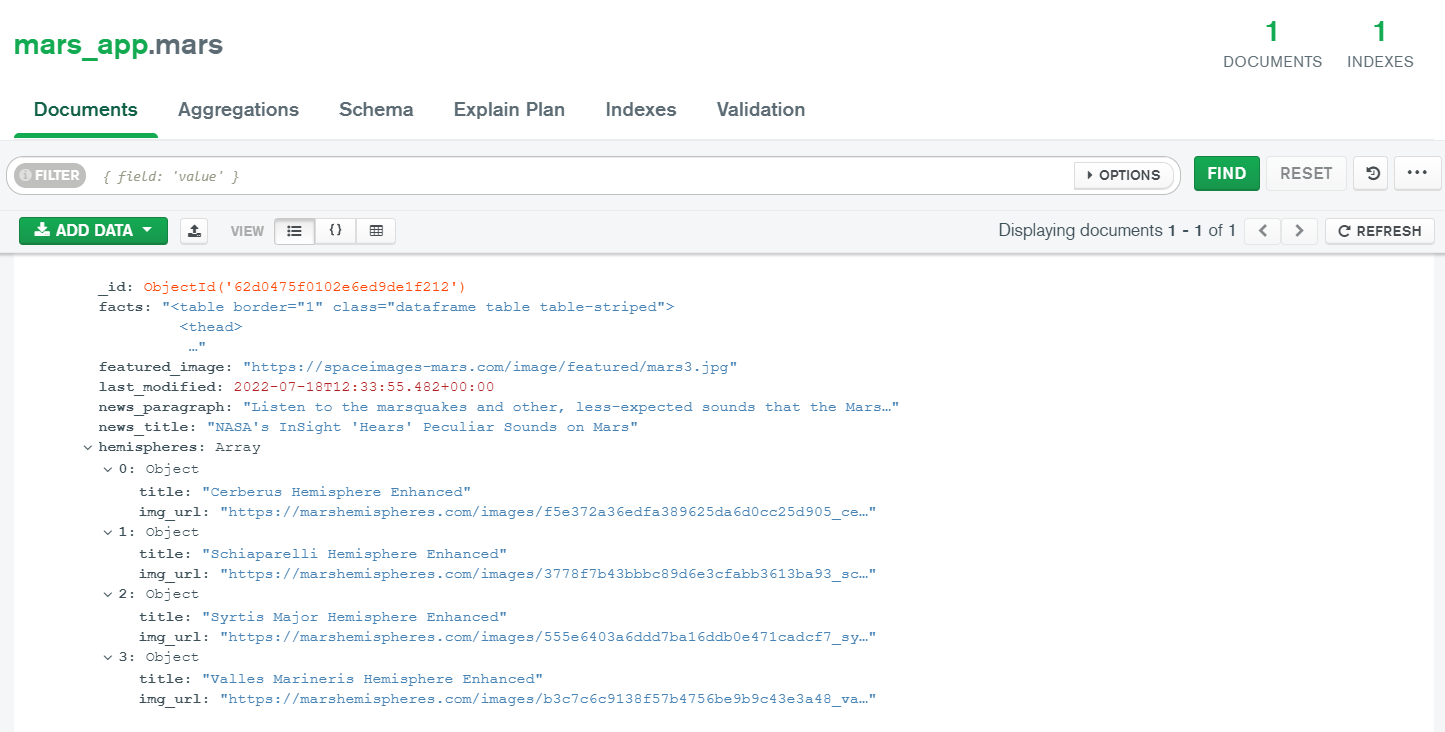 mars_app.mars
1 DOCUMENTS
1 INDEXES
Documents Aggregations Schema Explain Plan Indexes Validation
FILTER { field: 'value' } OPTIONS FIND RESET ...
ADD DATA VIEW {} Displaying documents 1 - 1 of 1 REFRESH
_id: ObjectId('62d0475f0102e6ed9de1f212')
facts: "<table border="1" class="dataframe table table-striped">
<thead>
…"
featured_image: "https://spaceimages-mars.com/image/featured/mars3.jpg"
last_modified: 2022-07-18T12:33:55.482+00:00
news_paragraph: "Listen to the marsquakes and other, less-expected sounds that the Mars…"
news_title: "NASA's InSight 'Hears' Peculiar Sounds on Mars"
hemispheres: Array
0: Object
title: "Cerberus Hemisphere Enhanced"
img_url: "https://marshemispheres.com/images/f5e372a36edfa389625da6d0cc25d905_ce…"
1: Object
title: "Schiaparelli Hemisphere Enhanced"
img_url: "https://marshemispheres.com/images/3778f7b43bbbc89d6e3cfabb3613ba93_sc…"
2: Object
title: "Syrtis Major Hemisphere Enhanced"
img_url: "https://marshemispheres.com/images/555e6403a6ddd7ba16ddb0e471cadcf7_sy…"
3: Object
title: "Valles Marineris Hemisphere Enhanced"
img_url: "https://marshemispheres.com/images/b3c7c6c9138f57b4756be9b9c43e3a48_va…"